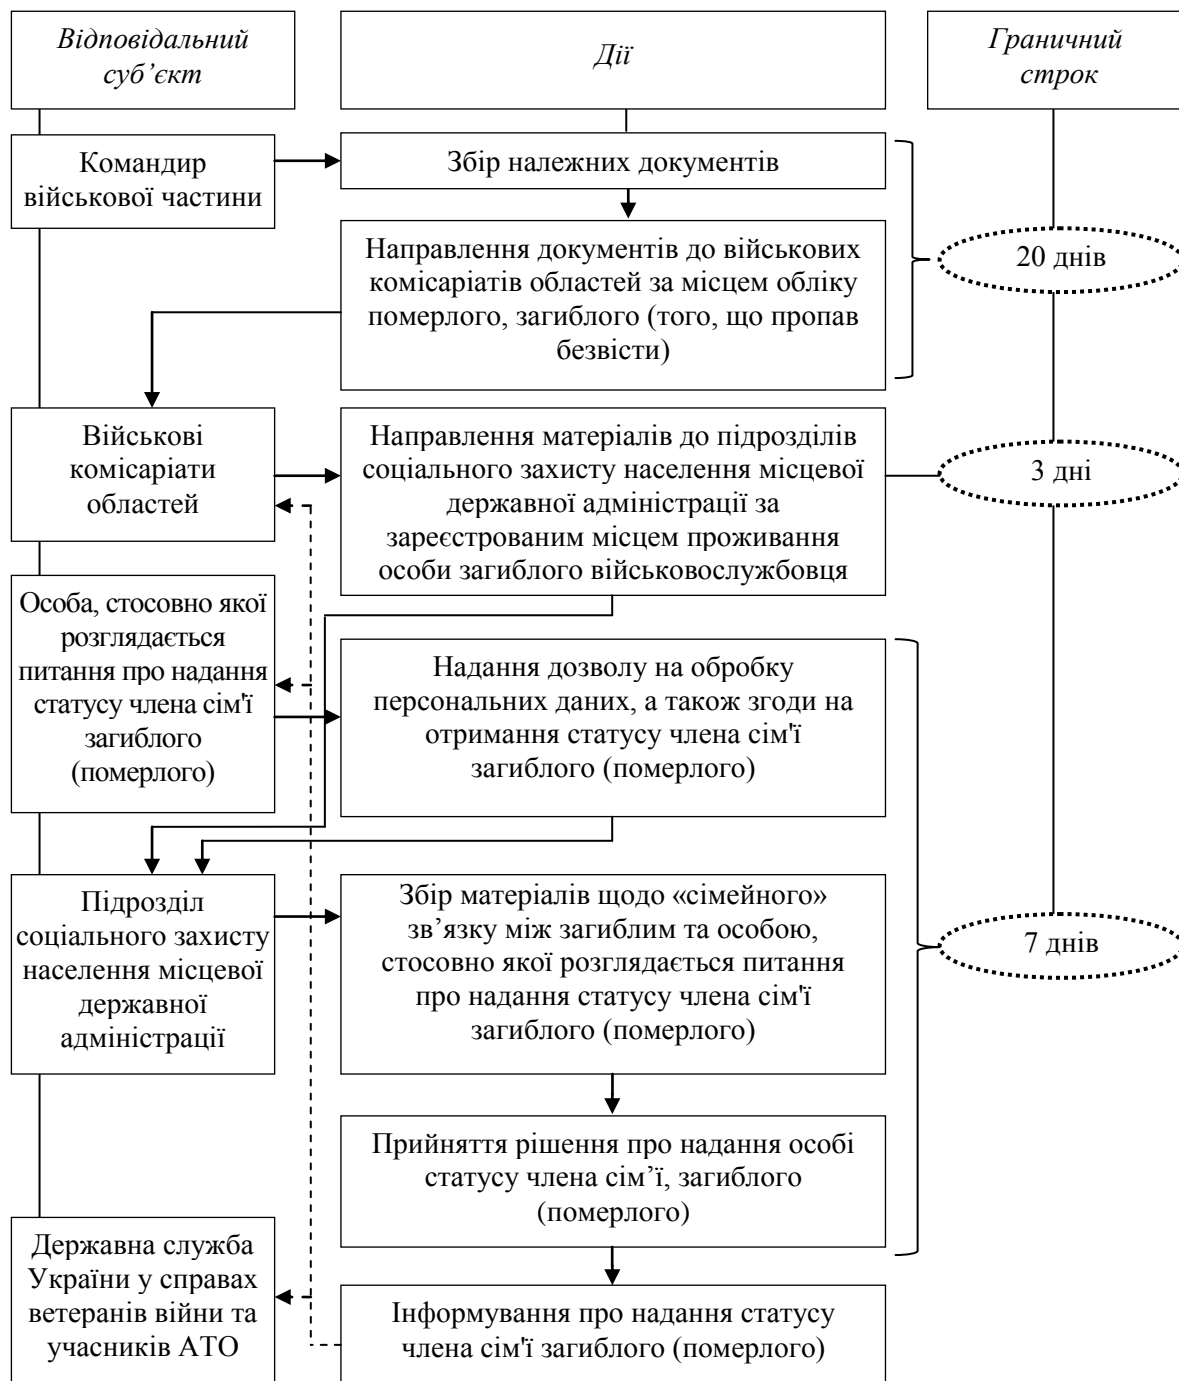 Відповідальний
суб’єкт
Дії
Граничний
строк
Командир
військової частини
Збір належних документів
Направлення документів до військових
комісаріатів областей за місцем обліку
померлого, загиблого (того, що пропав
безвісти)
20 днів
Військові
комісаріати
областей
Направлення матеріалів до підрозділів
соціального захисту населення місцевої
державної адміністрації за
зареєстрованим місцем проживання
особи загиблого військовослужбовця
3 дні
Особа, стосовно якої
розглядається
питання про надання
статусу члена сім'ї
загиблого
(померлого)
Надання дозволу на обробку
персональних даних, а також згоди на
отримання статусу члена сім'ї
загиблого (померлого)
Підрозділ
соціального захисту
населення місцевої
державної
адміністрації
Збір матеріалів щодо «сімейного»
зв’язку між загиблим та особою,
стосовно якої розглядається питання
про надання статусу члена сім'ї
загиблого (померлого)
7 днів
Прийняття рішення про надання особі
статусу члена сім’ї, загиблого
(померлого)
Державна служба
України у справах
ветеранів війни та
учасників АТО
Інформування про надання статусу
члена сім'ї загиблого (померлого)